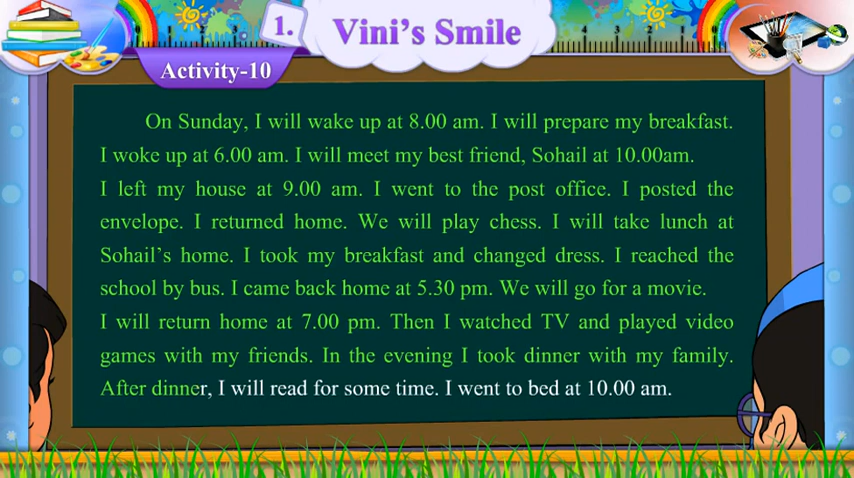 1.
Vini's Smile
Activity-10
On Sunday, I will wake up at 8.00 am. I will prepare my breakfast.
I woke up at 6.00 am. I will meet my best friend, Sohail at 10.00am.
I left my house at 9.00 am. I went to the post office. I posted the
envelope. I returned home. We will play chess. I will take lunch at
Sohail's home. I took my breakfast and changed dress. I reached the
school by bus. I came back home at 5.30 pm. We will go for a movie.
I will return home at 7.00 pm. Then I watched TV and played video
games with my friends. In the evening I took dinner with my family.
After dinner, I will read for some time. I went to bed at 10.00 am.